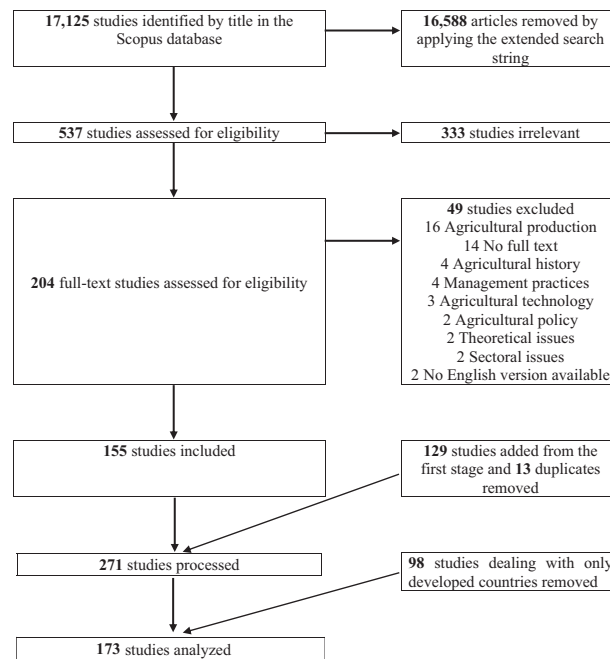 17,125 studies identified by title in the
Scopus database
16,588 articles removed by
applying the extended search
string
537 studies assessed for eligibility
333 studies irrelevant
204 full-text studies assessed for eligibility
49 studies excluded
16 Agricultural production
14 No full text
4 Agricultural history
4 Management practices
3 Agricultural technology
2 Agricultural policy
2 Theoretical issues
2 Sectoral issues
2 No English version available
155 studies included
129 studies added from the
first stage and 13 duplicates
removed
271 studies processed
98 studies dealing with only
developed countries removed
173 studies analyzed